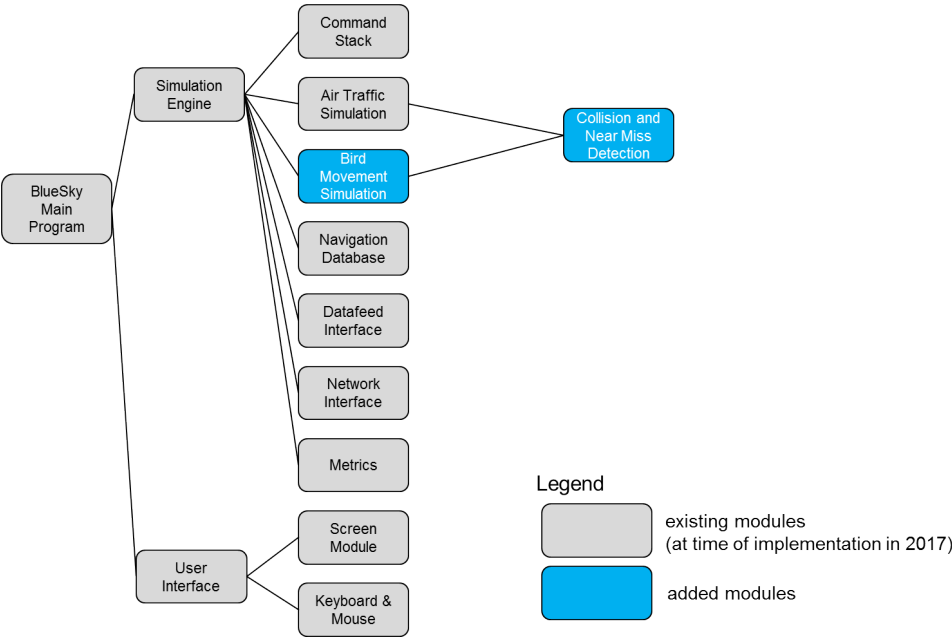 Command
Stack
Simulation
Engine
Air Traffic
Simulation
Collision and
Near Miss
Detection
Bird
Movement
Simulation
BlueSky
Main
Program
Navigation
Database
Datafeed
Interface
Network
Interface
Metrics
Legend
existing modules
(at time of implementation in 2017)
Screen
Module
User
Interface
added modules
Keyboard &
Mouse